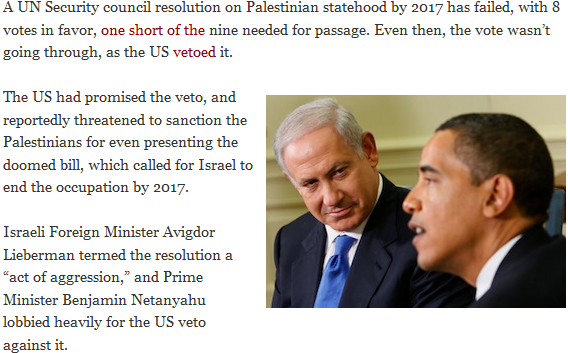 A UN Security council resolution on Palestinian statehood by 2017 has failed, with 8
votes in favor, one short of the nine needed for passage. Even then, the vote wasn’t
going through, as the US vetoed it.
The US had promised the veto, and
reportedly threatened to sanction the
Palestinians for even presenting the
doomed bill, which called for Israel to
end the occupation by 2017.
Israeli Foreign Minister Avigdor
Lieberman termed the resolution a
“act of aggression,” and Prime
Minister Benjamin Netanyahu
lobbied heavily for the US veto
against it.